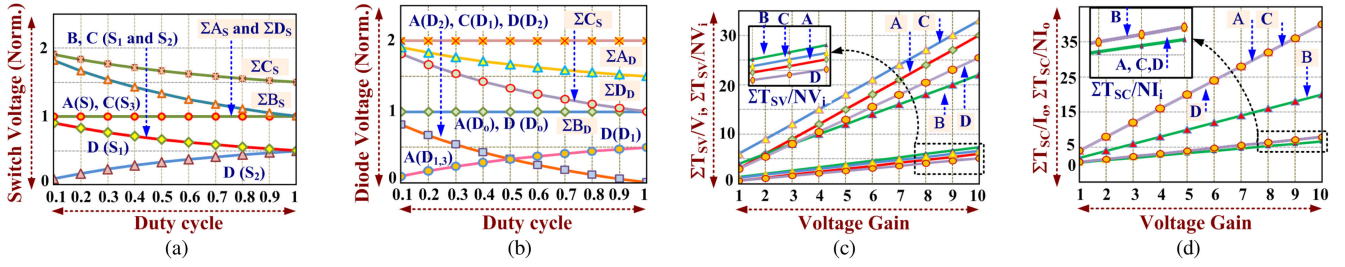 Switch Voltage (Norm.)
2
1
0
B, C (S1 and S2)
ΣAS and ΣDS
ΣCS
ΣBS
A(S), C(S3)
D (S1)
D (S2)
0.1 0.2 0.3 0.4 0.5 0.6 0.7 0.8 0.9 1
Duty cycle
(a)
Diode Voltage (Norm.)
2
1
0
A(D2), C(D1), D(D2)
ΣCS
ΣAD
ΣDD
ΣBD
A(Do), D (Do)
D(D1)
A(D1,3)
0.1 0.2 0.3 0.4 0.5 0.6 0.7 0.8 0.9 1
Duty cycle
(b)
ΣTSV/Vi, ΣTSV/NVi
30
20
10
0
B C A
D
ΣTSV/NVi
A C
B D
1 2 3 4 5 6 7 8 9 10
Voltage Gain
(c)
ΣTSC/Io, ΣTSC/NIo
35
25
15
5
0
B
A, C,D
ΣTSC/NIi
A C
D
B
1 2 3 4 5 6 7 8 9 10
Voltage Gain
(d)